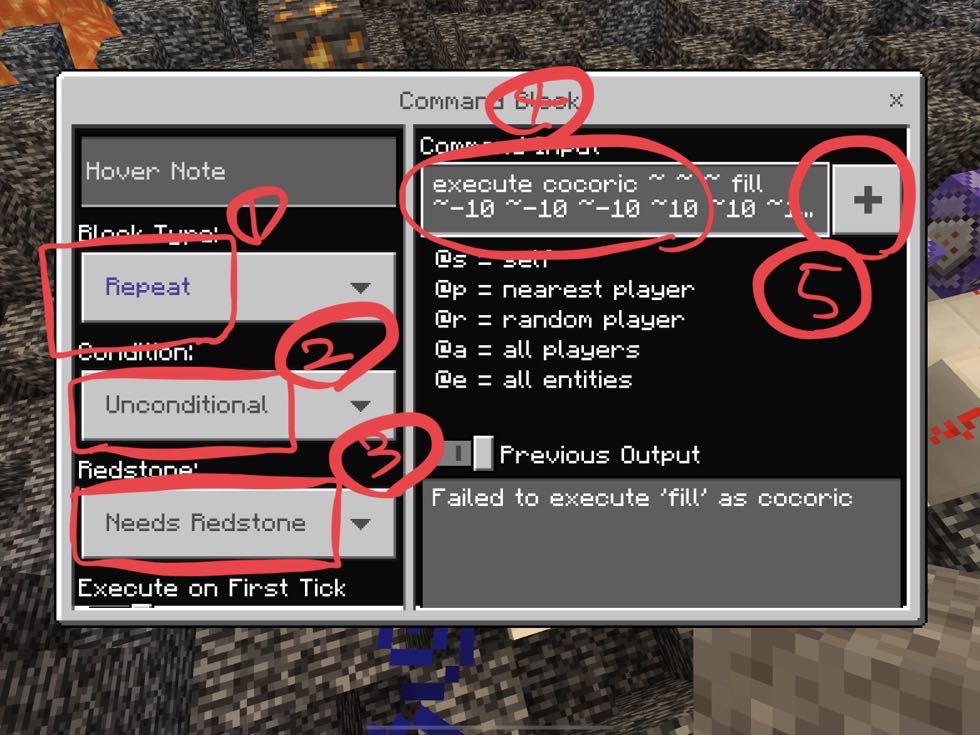 Command Block
4
Hover Note
Command Input
execute cocoric ~ ~ ~ fill
~-10 ~-10 ~-10 ~10 ~10 ~1...
+
1
Block Type:
Repeat
@s = self
@p = nearest player
@r = random player
@a = all players
@e = all entities
5
2
Condition:
Unconditional
3
Previous Output
Redstone:
Needs Redstone
Failed to execute 'fill' as cocoric
Execute on First Tick